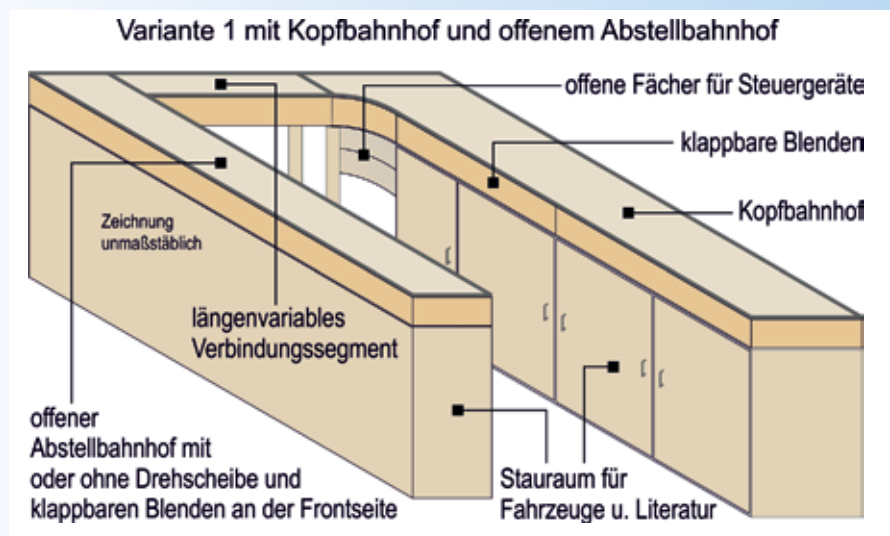 Variante 1 mit Kopfbahnhof und offenem Abstellbahnhof
offene Fächer für Steuergeräte
klappbare Blenden
Kopfbahnhof
Zeichnung
unmaßstäblich
längenvariables
Verbindungssegment
offener
Abstellbahnhof mit
oder ohne Drehscheibe und
klappbaren Blenden an der Frontseite
Stauraum für
Fahrzeuge u. Literatur